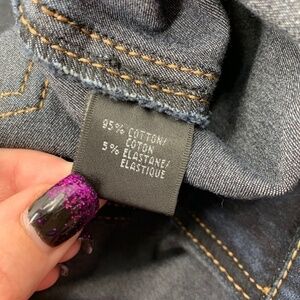 95% COTTON/
COTON
5% ELASTANE/
ELASTIQUE